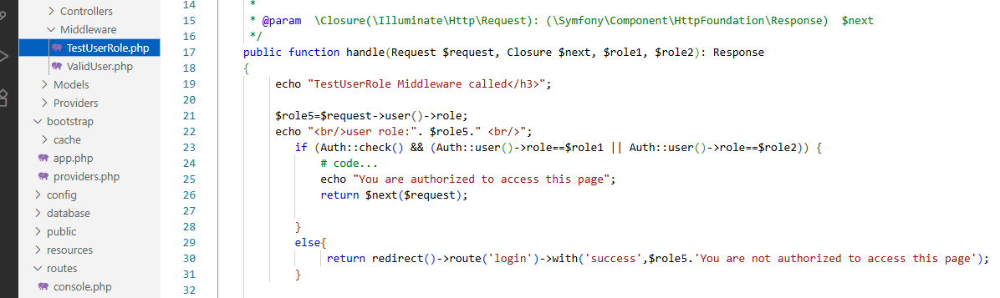 Controllers
Middleware
TestUserRole.php
ValidUser.php
Models
Providers
bootstrap
cache
app.php
providers.php
config
database
public
resources
routes
console.php
14 *
15 * @param  \Closure(\Illuminate\Http\Request): (\Symfony\Component\HttpFoundation\Response)  $next
16 */
17 public function handle(Request $request, Closure $next, $role1, $role2): Response
18 {
19 echo "TestUserRole Middleware called</h3>";
20
21 $role5=$request->user()->role;
22 echo "<br/>user role:". $role5." <br/>";
23 if (Auth::check() && (Auth::user()->role==$role1 || Auth::user()->role==$role2)) {
24 # code...
25 echo "You are authorized to access this page";
26 return $next($request);
27
28 }
29 else{
30 return redirect()->route('login')->with('success',$role5.'You are not authorized to access this page');
31 }
32